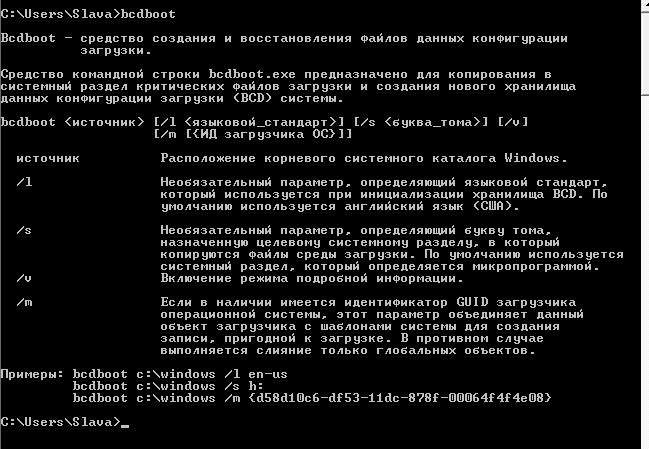 C:\Users\Slava>bcdboot
Bcdboot - средство создания и восстановления файлов данных конфигурации
загрузки.
Средство командной строки bcdboot.exe предназначено для копирования в
системный раздел критических файлов загрузки и создания нового хранилища
данных конфигурации загрузки (BCD) системы.
bcdboot <источник> [/l <языковой_стандарт>] [/s <буква_тома>] [/v]
[/m [{ИД загрузчика ОС}]]
источник Расположение корневого системного каталога Windows.
/l Необязательный параметр, определяющий языковой стандарт,
который используется при инициализации хранилища BCD. По
умолчанию используется английский язык (США).
/s Необязательный параметр, определяющий букву тома,
назначенную целевому системному разделу, в который
копируются файлы среды загрузки. По умолчанию используется
системный раздел, который определяется микропрограммой.
/v Включение режима подробной информации.
/m Если в наличии имеется идентификатор GUID загрузчика
операционной системы, этот параметр объединяет данный
объект загрузчика с шаблонами системы для создания
записи, пригодной к загрузке. В противном случае
выполняется слияние только глобальных объектов.
Примеры: bcdboot c:\windows /l en-us
bcdboot c:\windows /s h:
bcdboot c:\windows /m {d58d10c6-df53-11dc-878f-00064f4f4e08}
C:\Users\Slava>_